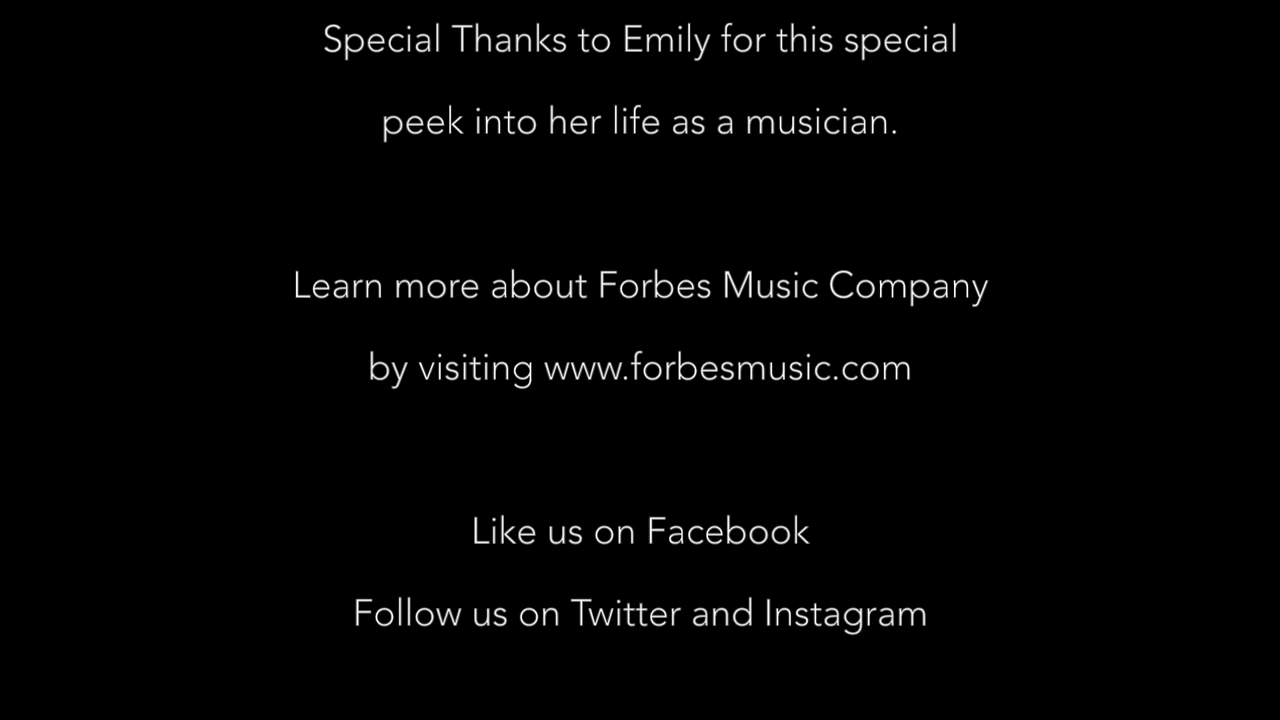 Special Thanks to Emily for this special
peek into her life as a musician.
Learn more about Forbes Music Company
by visiting www.forbesmusic.com
Like us on Facebook
Follow us on Twitter and Instagram